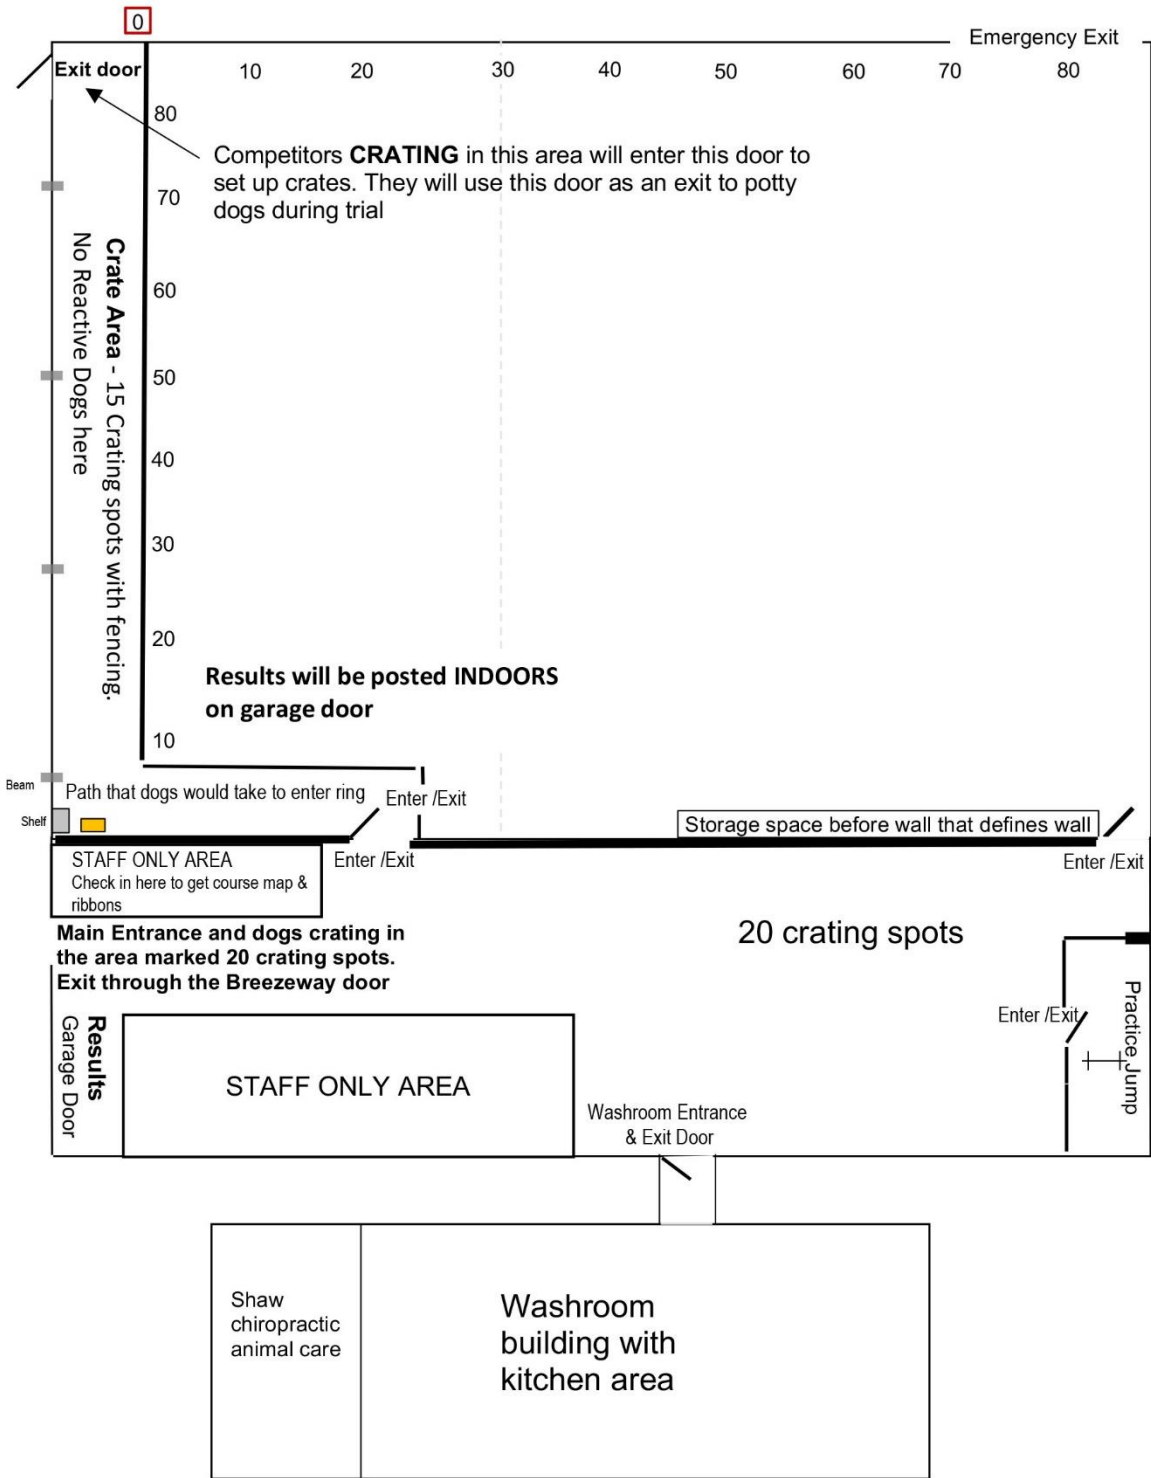 0
Emergency Exit
Exit door
10 20 30 40 50 60 70 80
80
Competitors CRATING in this area will enter this door to
set up crates. They will use this door as an exit to potty
dogs during trial
70
60
50
40
30
20
10
Crate Area - 15 Crating spots with fencing.
No Reactive Dogs here
Results will be posted INDOORS
on garage door
Beam
Path that dogs would take to enter ring
Enter /Exit
Shelf
Storage space before wall that defines wall
Enter /Exit
Enter /Exit
STAFF ONLY AREA
Check in here to get course map &
ribbons
Main Entrance and dogs crating in
the area marked 20 crating spots.
Exit through the Breezeway door
20 crating spots
Results
Garage Door
STAFF ONLY AREA
Enter /Exit
Practice Jump
Washroom Entrance
& Exit Door
Shaw
chiropractic
animal care
Washroom
building with
kitchen area